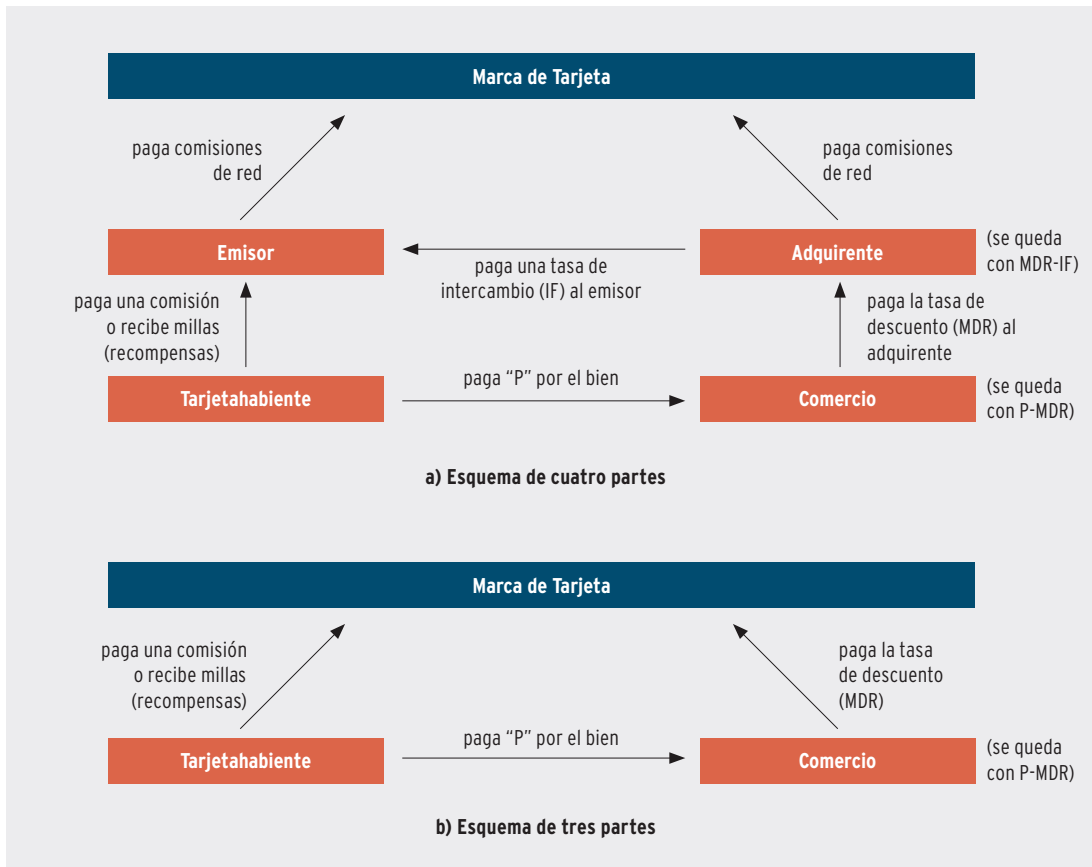 Marca de Tarjeta
paga comisiones
de red
paga comisiones
de red
Emisor
Adquirente
(se queda
con MDR-IF)
paga una tasa de
intercambio (IF) al emisor
paga una comisión
o recibe millas
(recompensas)
paga la tasa de
descuento (MDR) al
adquirente
Tarjetahabiente
paga “P” por el bien
Comercio
(se queda
con P-MDR)
a) Esquema de cuatro partes
Marca de Tarjeta
paga una comisión
o recibe millas
(recompensas)
paga la tasa
de descuento
(MDR)
Tarjetahabiente
paga “P” por el bien
Comercio
(se queda
con P-MDR)
b) Esquema de tres partes